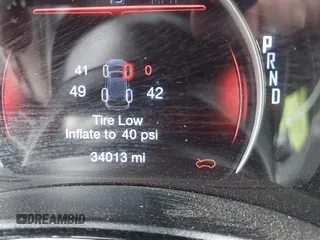 41 0
49 42
Tire Low
Inflate to 40 psi
34013 mi
P
R
N
D
DREAMBID